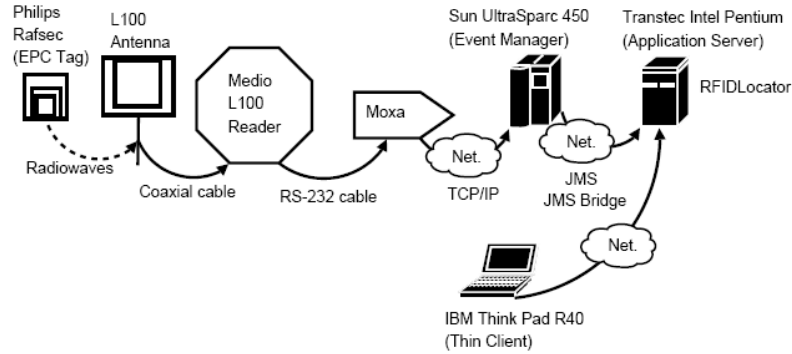 Philips
Rafsec
(EPC Tag)
L100
Antenna
Medio
L100
Reader
Moxa
Sun UltraSparc 450
(Event Manager)
Transtec Intel Pentium
(Application Server)
RFIDLocator
Radiowaves
Coaxial cable
RS-232 cable
Net.
TCP/IP
Net.
JMS
JMS Bridge
Net.
IBM Think Pad R40
(Thin Client)